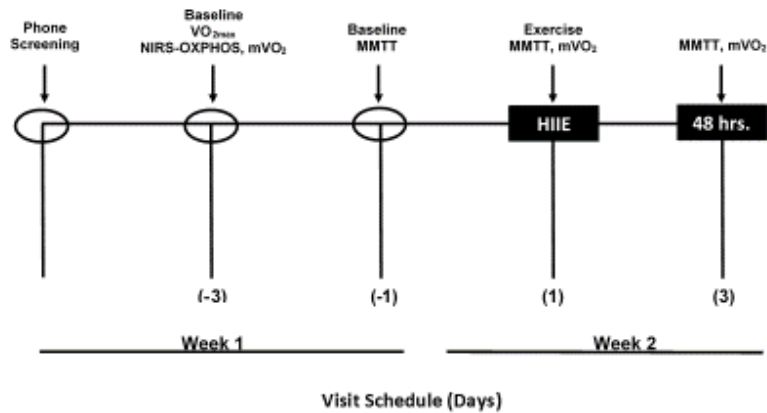 Phone
Screening
Baseline
VO2max
NIRS-OXPHOS, mVO2
Baseline
MMTT
Exercise
MMTT, mVO2
MMTT, mVO2
HIIE
48 hrs.
(-3)
(-1)
(1)
(3)
Week 1
Week 2
Visit Schedule (Days)